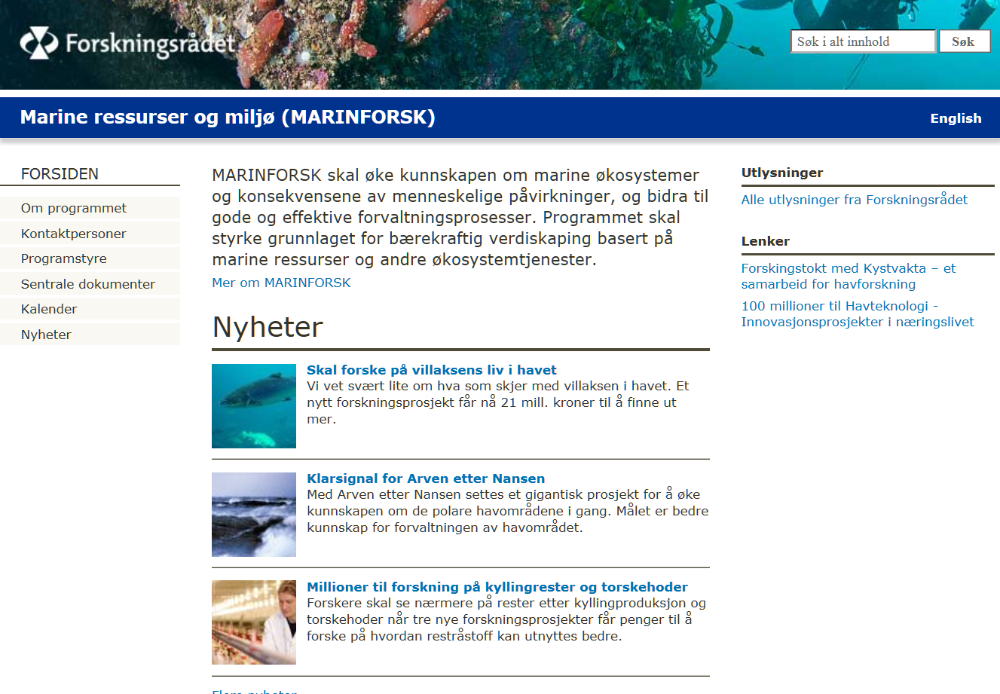 Forskningsrådet
Søk i alt innhold
Søk
Marine ressurser og miljø (MARINFORSK)
English
FORSIDEN
Om programmet
Kontaktpersoner
Programstyre
Sentrale dokumenter
Kalender
Nyheter
MARINFORSK skal øke kunnskapen om marine økosystemer
og konsekvensene av menneskelige påvirkninger, og bidra til
gode og effektive forvaltningsprosesser. Programmet skal
styrke grunnlaget for bærekraftig verdiskaping basert på
marine ressurser og andre økosystemtjenester.
Mer om MARINFORSK
Nyheter
Skal forske på villaksens liv i havet
Vi vet svært lite om hva som skjer med villaksen i havet. Et
nytt forskningsprosjekt får nå 21 mill. kroner til å finne ut
mer.
Klarsignal for Arven etter Nansen
Med Arven etter Nansen settes et gigantisk prosjekt for å øke
kunnskapen om de polare havområdene i gang. Målet er bedre
kunnskap for forvaltningen av havområdet.
Millioner til forskning på kyllingrester og torskehoder
Forskere skal se nærmere på rester etter kyllingproduksjon og
torskehoder når tre nye forskningsprosjekter får penger til å
forske på hvordan restråstoff kan utnyttes bedre.
Flere nyheter
Utlysninger
Alle utlysninger fra Forskningsrådet
Lenker
Forskingstokt med Kystvakta – et
samarbeid for havforskning
100 millioner til Havteknologi -
Innovasjonsprosjekter i næringslivet